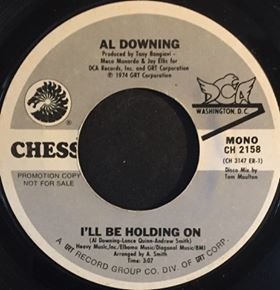 AL DOWNING
Produced by Tony Bongiovi -
Meco Monardo & Jay Ellis for
DCA Records, Inc. and GRT Corporation
℗ 1974 GRT Corporation
DCA
WASHINGTON, D.C.
CHESS
MONO
CH 2158
(CH 3147 ER-1)
PROMOTION COPY
NOT FOR SALE
Disco Mix by
Tom Moulton
I'LL BE HOLDING ON
(Al Downing-Lance Quinn-Andrew Smith)
Heavy Music, Inc./Elbomo Music/Diagonal Music/BMI
Arranged by A. Smith
Time: 3:07
A GRT RECORD GROUP CO. DIV. OF GRT CORP.